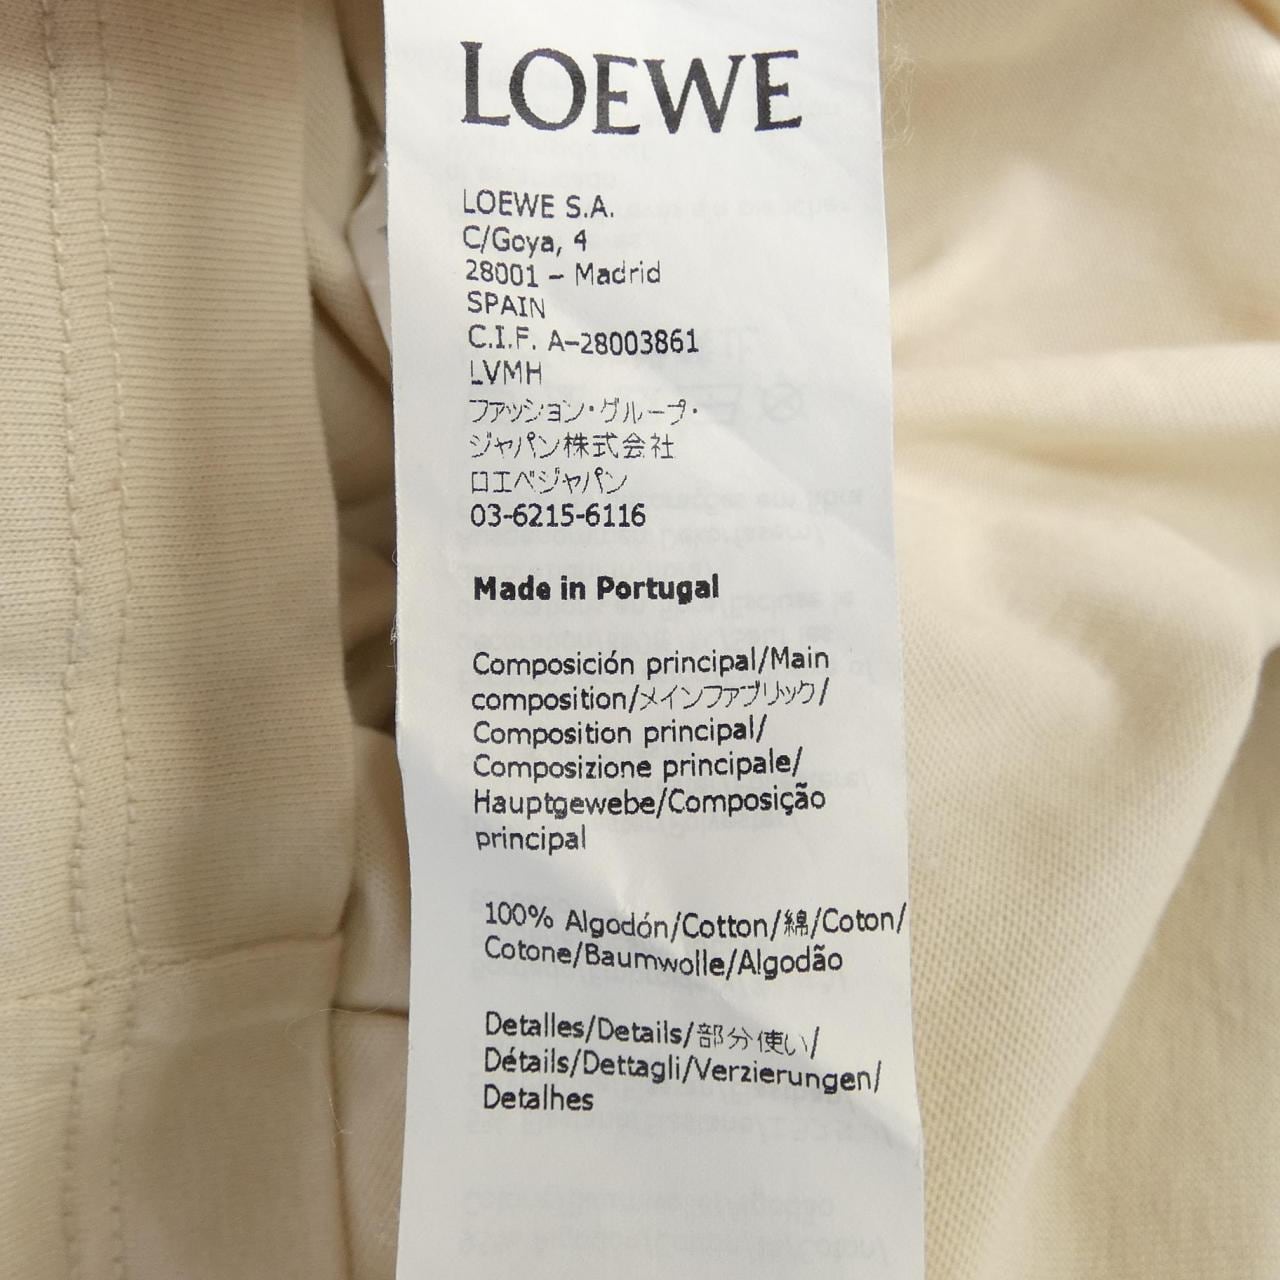 LOEWE
LOEWE S.A.
C/Goya, 4
28001 – Madrid
SPAIN
C.I.F. A–28003861
LVMH
ファッション・グループ・
ジャパン株式会社
ロエベジャパン
03-6215-6116
Made in Portugal
Composición principal/Main
composition/メインファブリック/
Composition principal/
Composizione principale/
Hauptgewebe/Composição
principal
100% Algodón/Cotton/綿/Coton/
Cotone/Baumwolle/Algodão
Detalles/Details/部分使い/
Détails/Dettagli/Verzierungen/
Detalhes